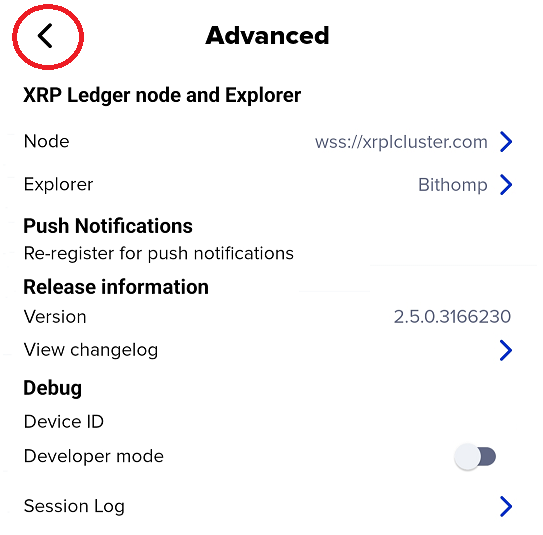 Advanced
XRP Ledger node and Explorer
Node wss://xrplcluster.com
Explorer Bithomp
Push Notifications
Re-register for push notifications
Release information
Version 2.5.0.3166230
View changelog
Debug
Device ID
Developer mode
Session Log